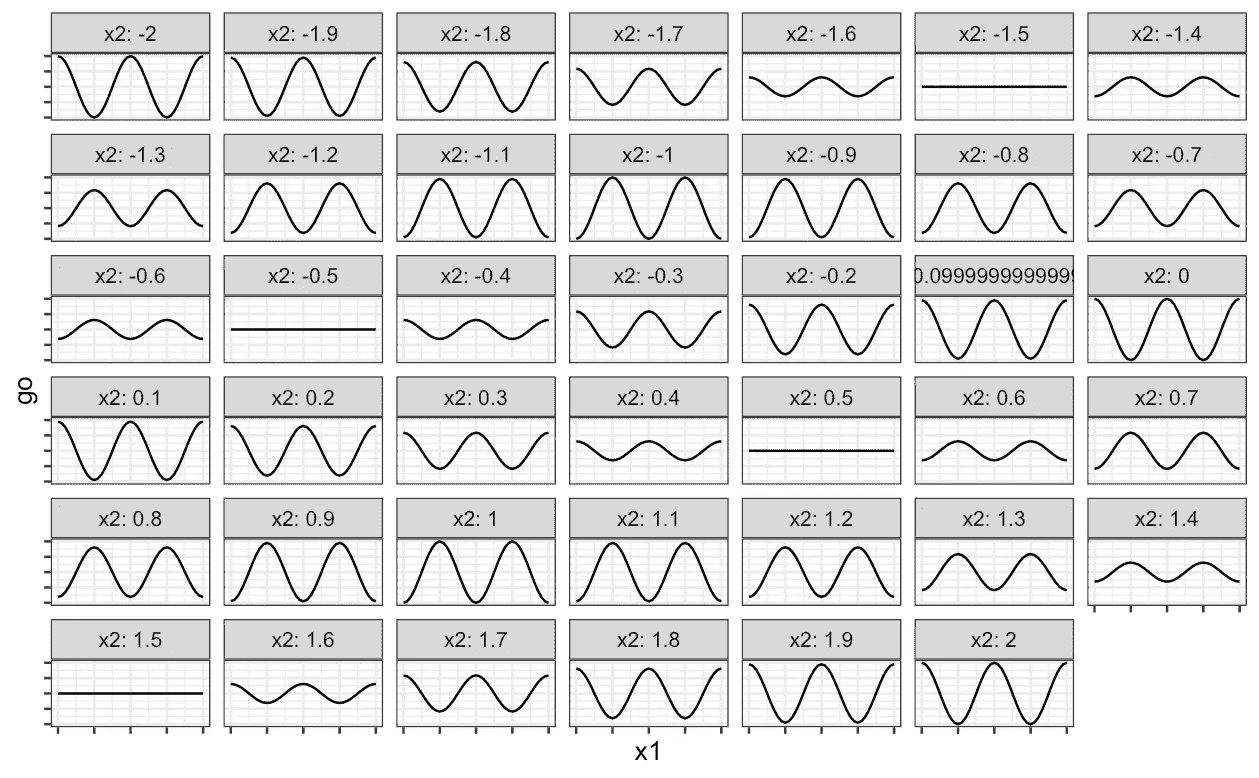 x2: -2 x2: -1.9 x2: -1.8 x2: -1.7 x2: -1.6 x2: -1.5 x2: -1.4
x2: -1.3 x2: -1.2 x2: -1.1 x2: -1 x2: -0.9 x2: -0.8 x2: -0.7
x2: -0.6 x2: -0.5 x2: -0.4 x2: -0.3 x2: -0.2 0.0999999999999 x2: 0
go
x2: 0.1 x2: 0.2 x2: 0.3 x2: 0.4 x2: 0.5 x2: 0.6 x2: 0.7
x2: 0.8 x2: 0.9 x2: 1 x2: 1.1 x2: 1.2 x2: 1.3 x2: 1.4
x2: 1.5 x2: 1.6 x2: 1.7 x2: 1.8 x2: 1.9 x2: 2
x1